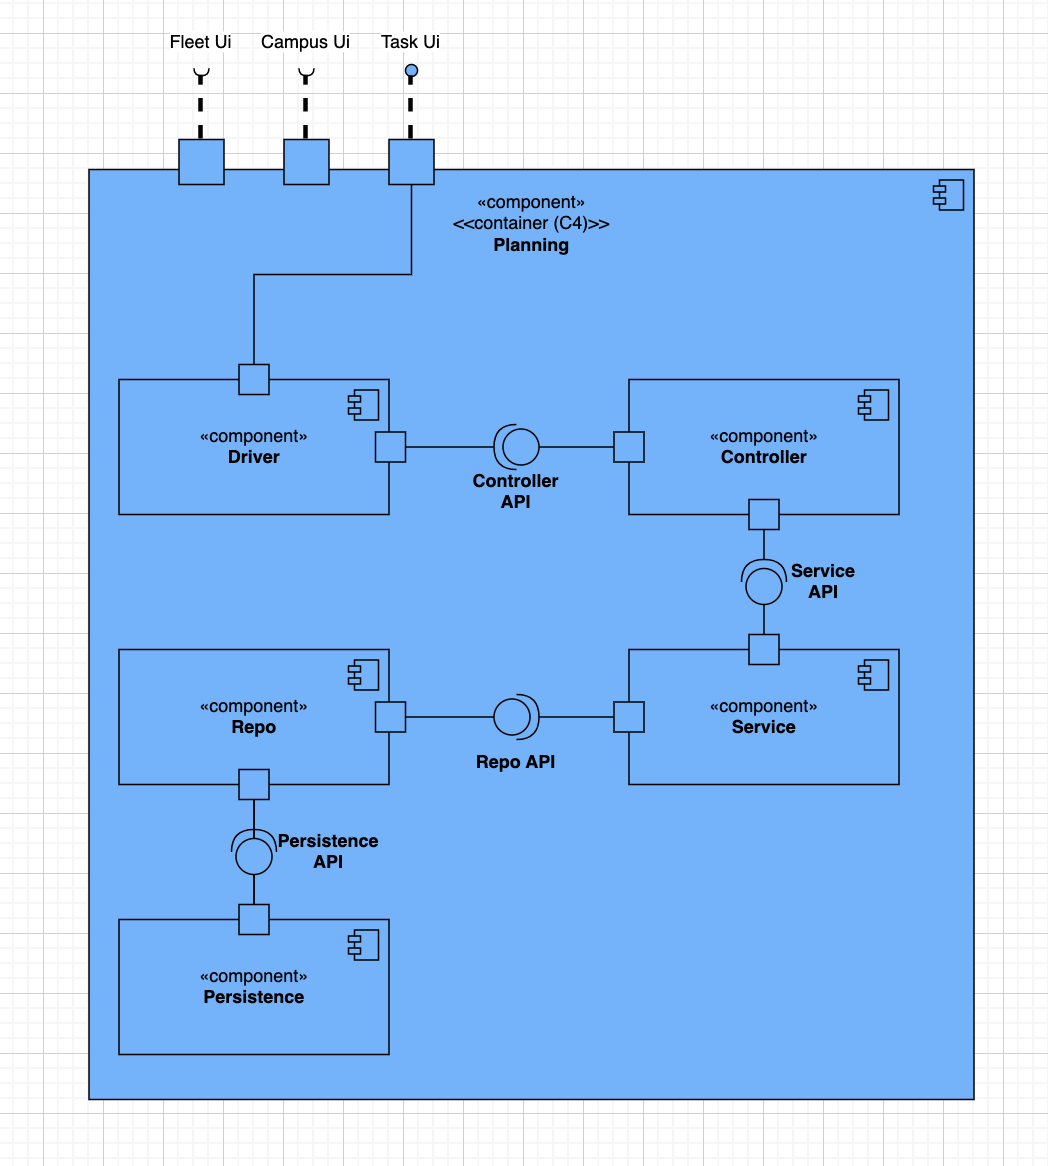 Fleet Ui
Campus Ui
Task Ui
«component»
<<container (C4)>>
Planning
«component»
Driver
Controller
API
«component»
Controller
Service
API
«component»
Repo
Repo API
«component»
Service
Persistence
API
«component»
Persistence